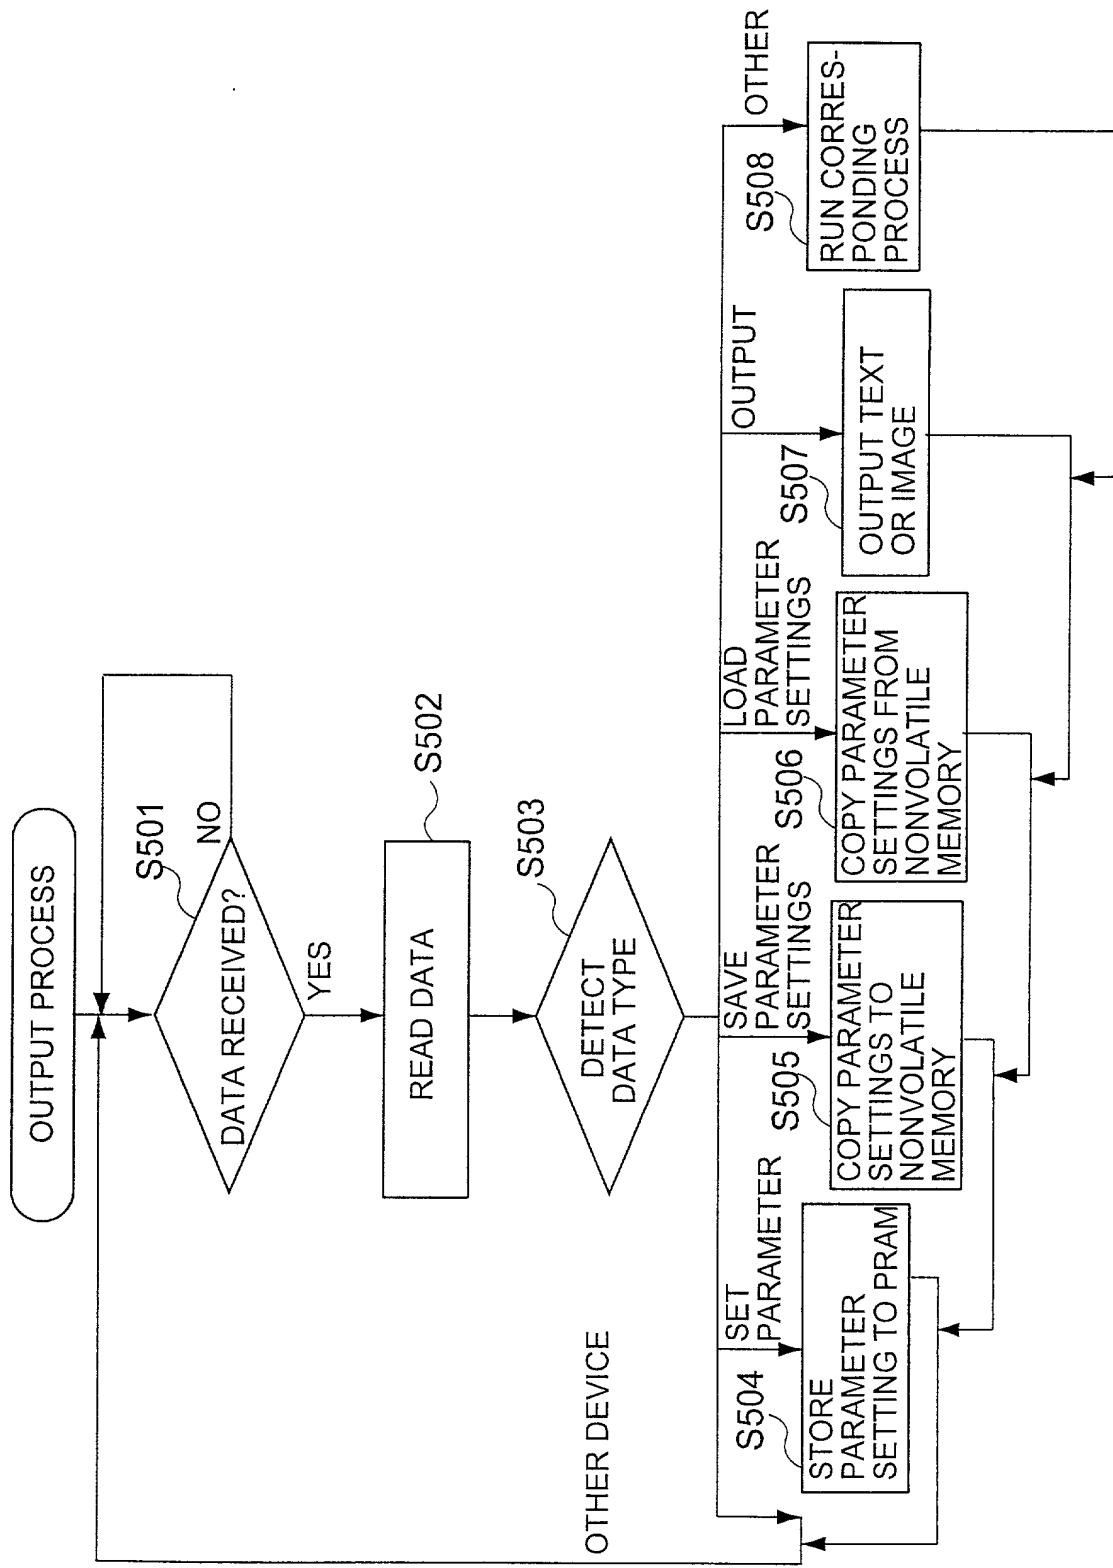 OUTPUT PROCESS
S501
DATA RECEIVED?
NO
YES
S502
READ DATA
S503
DETECT
DATA TYPE
OTHER DEVICE
SET
PARAMETER
SAVE
PARAMETER
SETTINGS
LOAD
PARAMETER
SETTINGS
OUTPUT
OTHER
S504
STORE
PARAMETER
SETTING TO PRAM
S505
COPY PARAMETER
SETTINGS TO
NONVOLATILE
MEMORY
S506
COPY PARAMETER
SETTINGS FROM
NONVOLATILE
MEMORY
S507
OUTPUT TEXT
OR IMAGE
S508
RUN CORRES-
PONDING
PROCESS